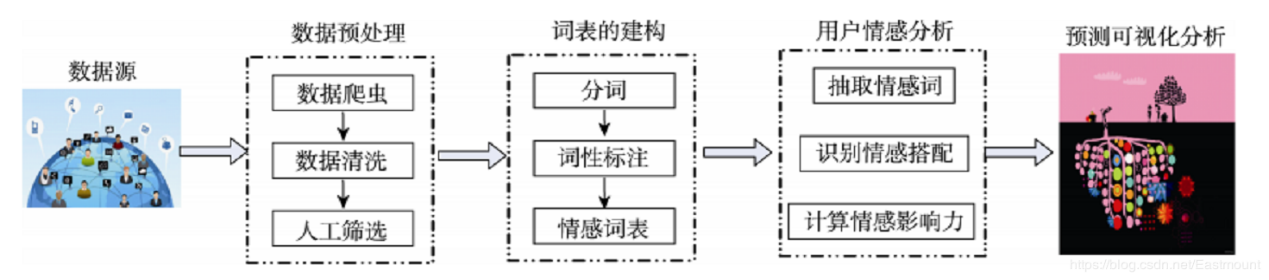 数据源
数据预处理
数据爬虫
数据清洗
人工筛选
词表的建构
分词
词性标注
情感词表
用户情感分析
抽取情感词
识别情感搭配
计算情感影响力
预测可视化分析
https://blog.csdn.net/Eastmount